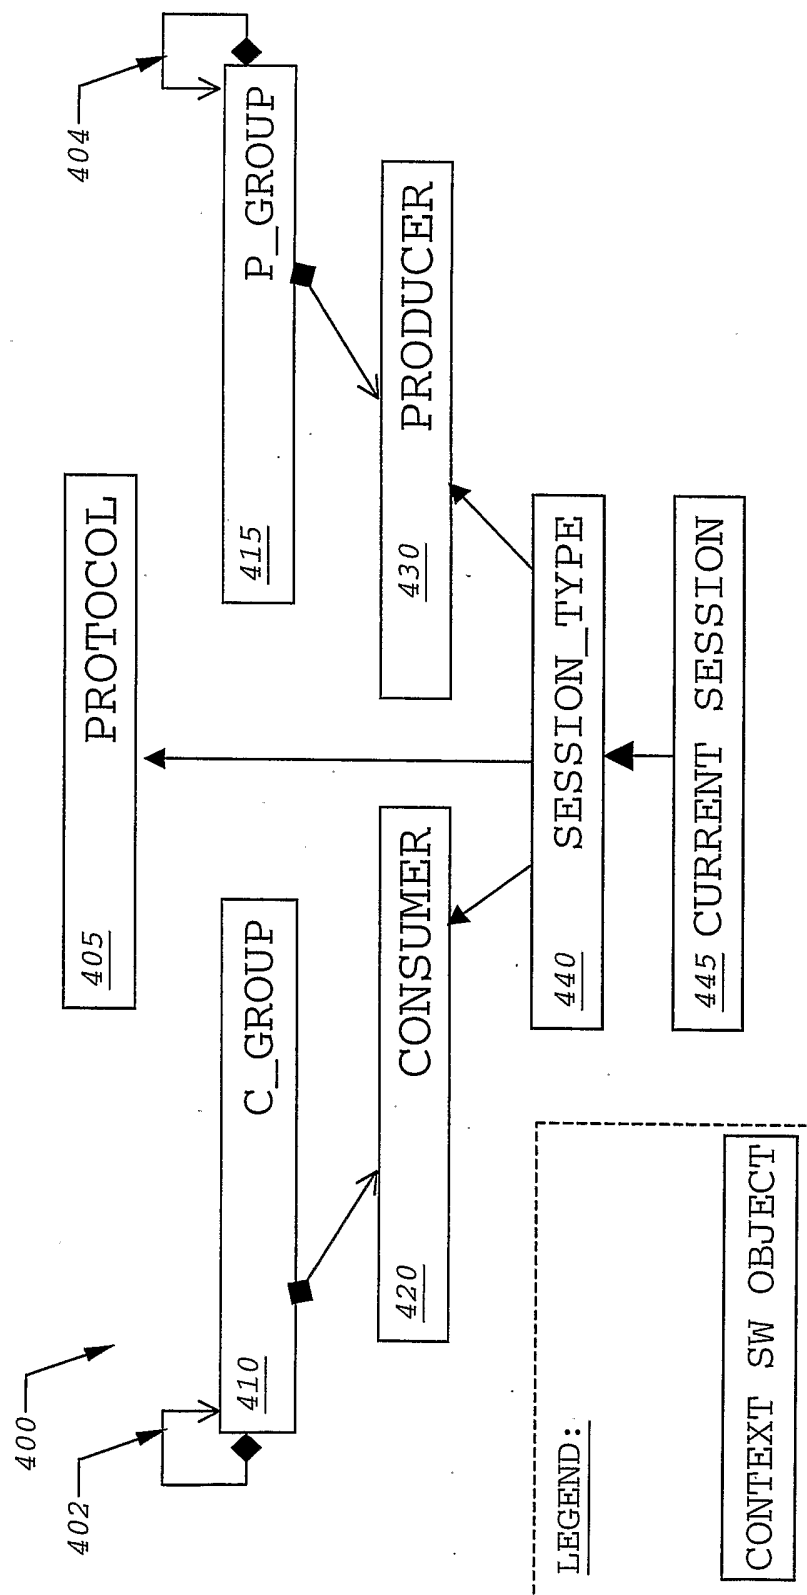 400
402
404
405 PROTOCOL
410 C_GROUP
415 P_GROUP
420 CONSUMER
430 PRODUCER
440 SESSION_TYPE
445 CURRENT SESSION
LEGEND:
CONTEXT SW OBJECT